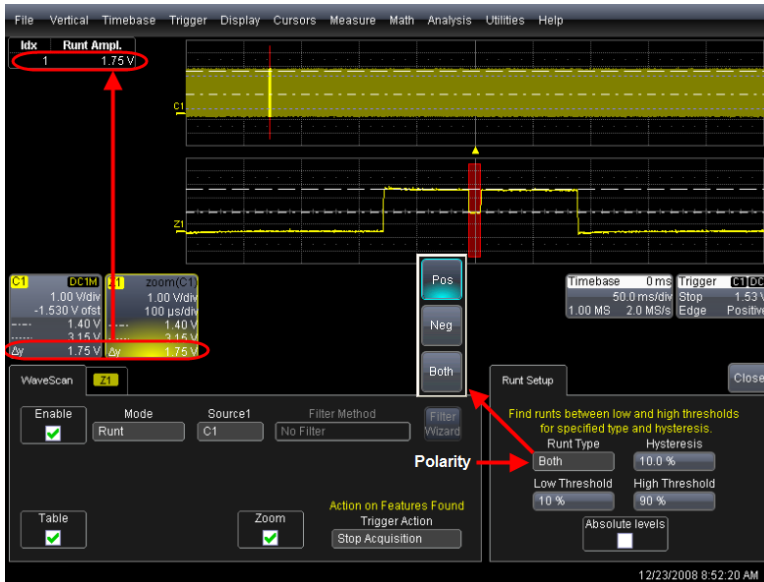 File Vertical Timebase Trigger Display Cursors Measure Math Analysis Utilities Help
Idx Runt Ampl.
1 1.75 V
C1
Z1
C1 DC1M
1.00 V/div
-1.530 V ofst
1.40 V
3.15 V
Δy 1.75 V
Z1 zoom(C1)
1.00 V/div
100 µs/div
1.40 V
3.15 V
Δy 1.75 V
Pos
Neg
Both
Timebase 0 ms
50.0 ms/div
1.00 MS 2.0 MS/s
Trigger C1 DC
Stop 1.53 V
Edge Positive
WaveScan Z1
Enable Mode Source1 Filter Method
Runt C1 No Filter
Filter Wizard
Polarity
Table Zoom
Action on Features Found
Trigger Action
Stop Acquisition
Runt Setup Close
Find runts between low and high thresholds
for specified type and hysteresis.
Runt Type Hysteresis
Both 10.0 %
Low Threshold High Threshold
10 % 90 %
Absolute levels
12/23/2008 8:52:20 AM